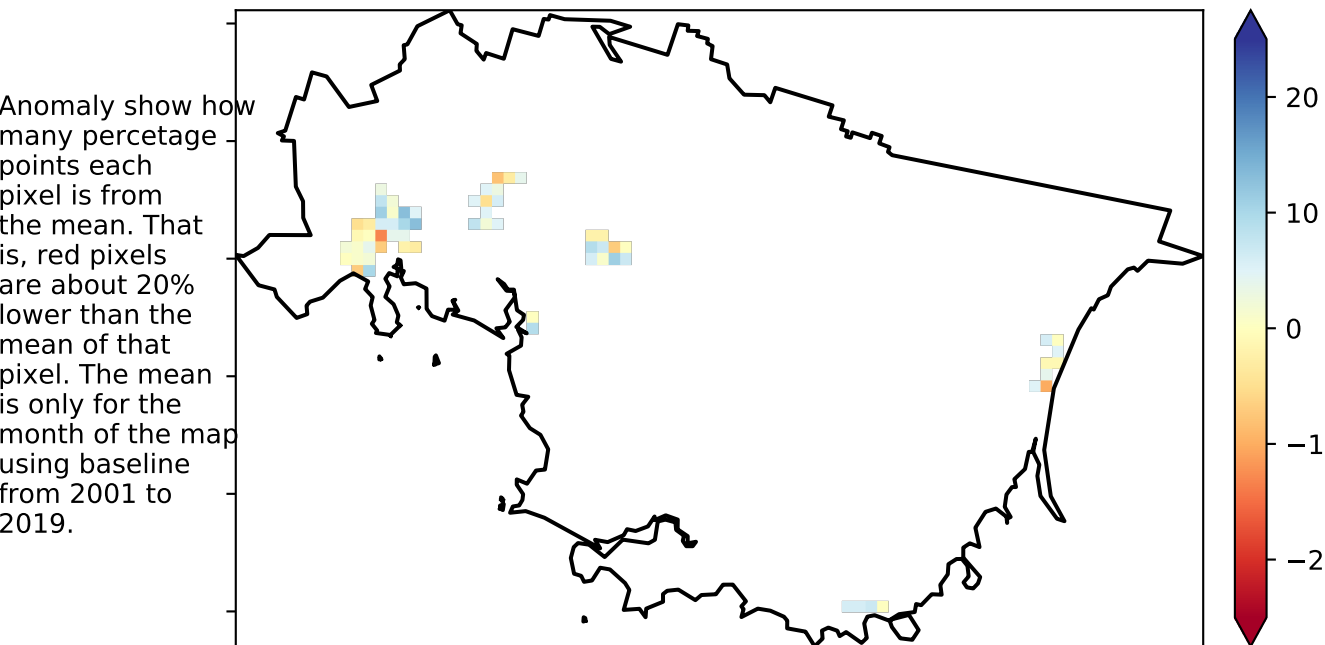 Anomaly show how
many percetage
points each
pixel is from
the mean. That
is, red pixels
are about 20%
lower than the
mean of that
pixel. The mean
is only for the
month of the map
using baseline
from 2001 to
2019.
20
10
0
−1
−2